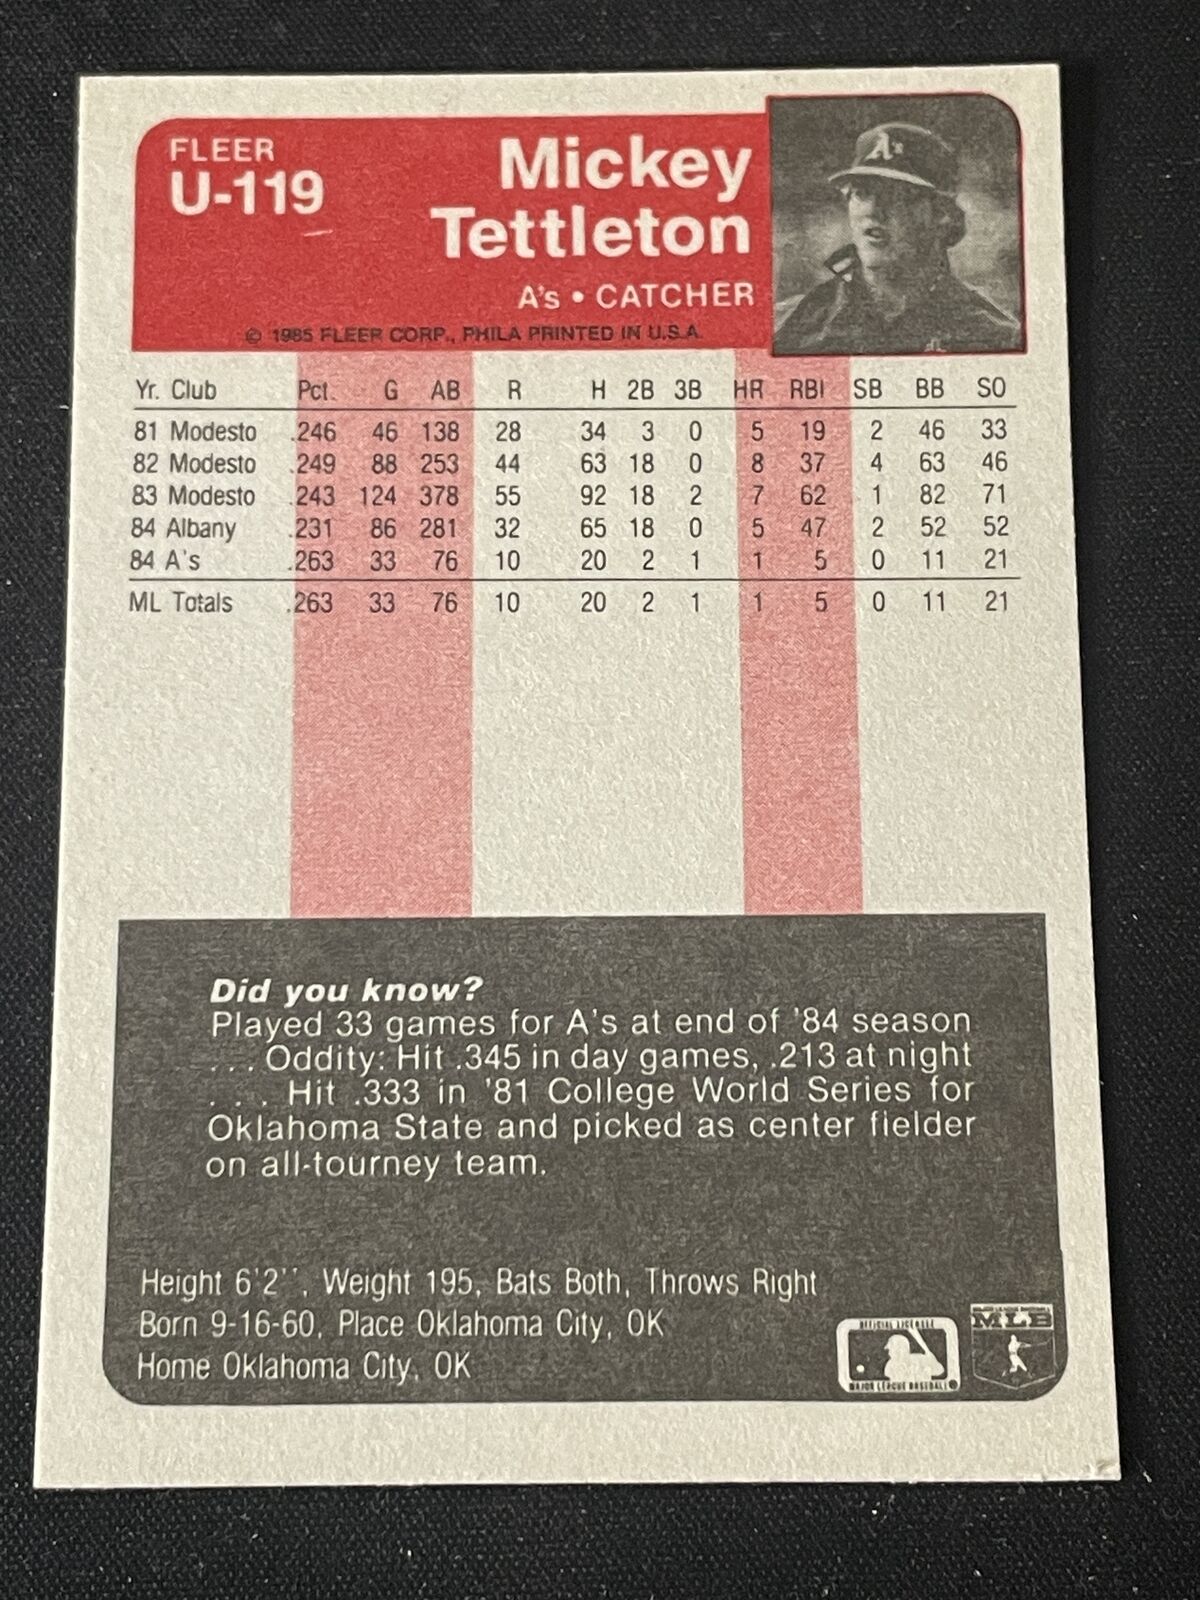 FLEER
U-119
Mickey
Tettleton
A's • CATCHER
© 1985 FLEER CORP., PHILA PRINTED IN U.S.A.
A's
Yr. Club Pct. G AB R H 2B 3B HR RBI SB BB SO
81 Modesto .246 46 138 28 34 3 0 5 19 2 46 33
82 Modesto .249 88 253 44 63 18 0 8 37 4 63 46
83 Modesto .243 124 378 55 92 18 2 7 62 1 82 71
84 Albany .231 86 281 32 65 18 0 5 47 2 52 52
84 A's .263 33 76 10 20 2 1 1 5 0 11 21
ML Totals .263 33 76 10 20 2 1 1 5 0 11 21
Did you know?
Played 33 games for A's at end of '84 season
. . . Oddity: Hit .345 in day games, .213 at night
. . . Hit .333 in '81 College World Series for
Oklahoma State and picked as center fielder
on all-tourney team.
Height 6'2'', Weight 195, Bats Both, Throws Right
Born 9-16-60, Place Oklahoma City, OK
Home Oklahoma City, OK
OFFICIAL LICENSEE
MAJOR LEAGUE BASEBALL
MAJOR LEAGUE BASEBALL
MLB